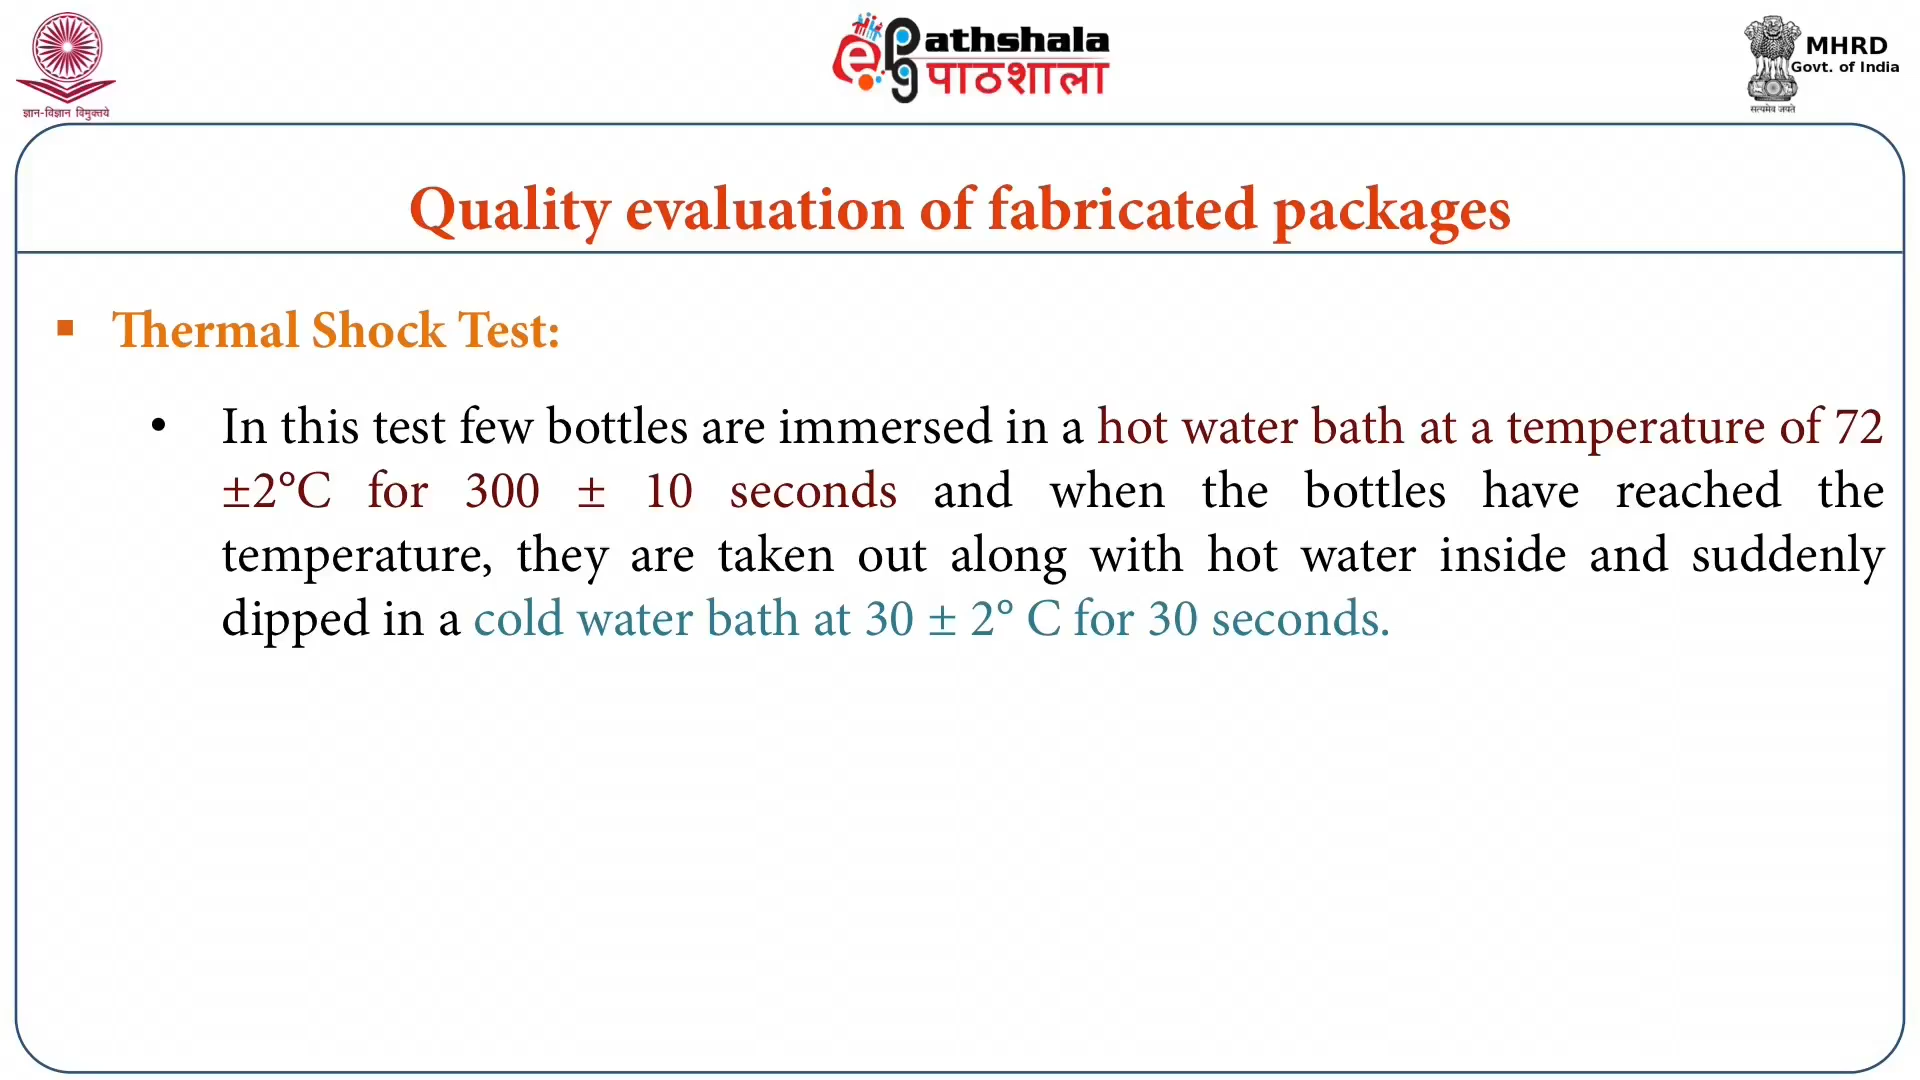 ज्ञान-विज्ञान विमुक्तये
ePg Pathshala
पाठशाला
MHRD
Govt. of India
सत्यमेव जयते
Quality evaluation of fabricated packages
▪ Thermal Shock Test:
• In this test few bottles are immersed in a hot water bath at a temperature of 72
±2°C for 300 ± 10 seconds and when the bottles have reached the
temperature, they are taken out along with hot water inside and suddenly
dipped in a cold water bath at 30 ± 2° C for 30 seconds.